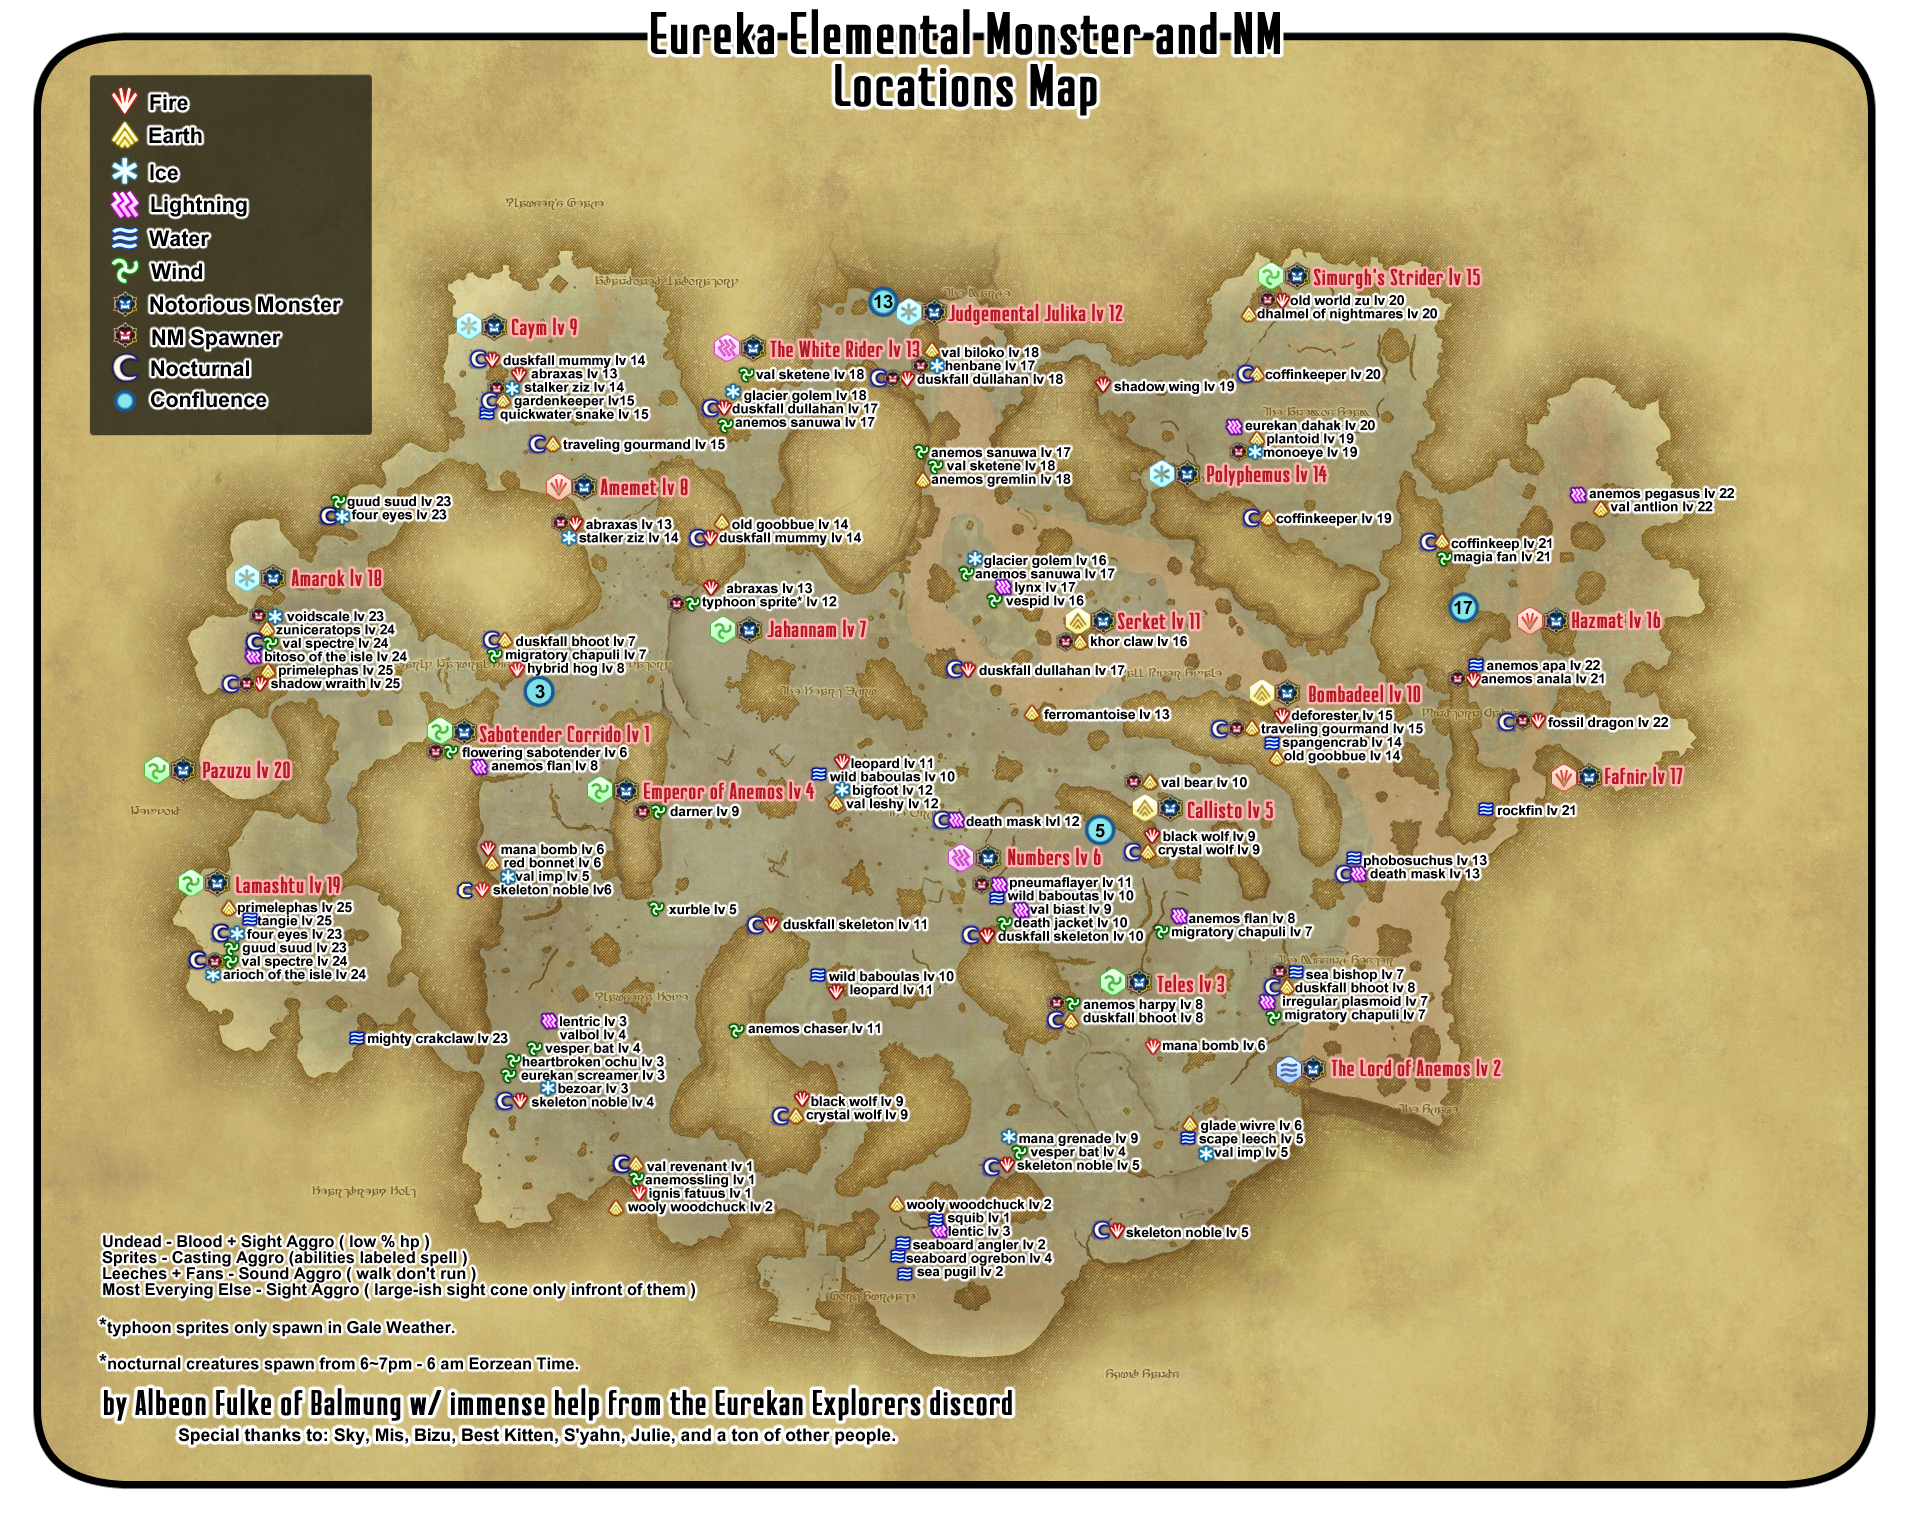 Eureka Elemental Monster and NM
Locations Map
Fire
Earth
Ice
Lightning
Water
Wind
Notorious Monster
NM Spawner
Nocturnal
Confluence
Caym lv 9
duskfall mummy lv 14
abraxas lv 13
stalker ziz lv 14
gardenkeeper lv15
quickwater snake lv 15
traveling gourmand lv 15
Amemet lv 8
abraxas lv 13
stalker ziz lv 14
old goobbue lv 14
duskfall mummy lv 14
The White Rider lv 13
val sketene lv 18
glacier golem lv 18
duskfall dullahan lv 17
anemos sanuwa lv 17
13
Judgemental Julika lv 12
val biloko lv 18
henbane lv 17
duskfall dullahan lv 18
shadow wing lv 19
anemos sanuwa lv 17
val sketene lv 18
anemos gremlin lv 18
Simurgh's Strider lv 15
old world zu lv 20
dhalmel of nightmares lv 20
coffinkeeper lv 20
eurekan dahak lv 20
plantoid lv 19
monoeye lv 19
Polyphemus lv 14
coffinkeeper lv 19
anemos pegasus lv 22
val antlion lv 22
coffinkeep lv 21
magia fan lv 21
17
Hazmat lv 16
anemos apa lv 22
anemos anala lv 21
fossil dragon lv 22
Fafnir lv 17
rockfin lv 21
guud suud lv 23
four eyes lv 23
Amarok lv 18
voidscale lv 23
zuniceratops lv 24
val spectre lv 24
bitoso of the isle lv 24
primelephas lv 25
shadow wraith lv 25
Pazuzu lv 20
abraxas lv 13
typhoon sprite* lv 12
Jahannam lv 7
duskfall bhoot lv 7
migratory chapuli lv 7
hybrid hog lv 8
3
Sabotender Corrido lv 1
flowering sabotender lv 6
anemos flan lv 8
Emperor of Anemos lv 4
darner lv 9
glacier golem lv 16
anemos sanuwa lv 17
lynx lv 17
vespid lv 16
Serket lv 11
khor claw lv 16
duskfall dullahan lv 17
ferromantoise lv 13
Bombadeel lv 10
deforester lv 15
traveling gourmand lv 15
spangencrab lv 14
old goobbue lv 14
leopard lv 11
wild baboulas lv 10
bigfoot lv 12
val leshy lv 12
death mask lvl 12
val bear lv 10
Callisto lv 5
5
black wolf lv 9
crystal wolf lv 9
Numbers lv 6
pneumaflayer lv 11
wild baboutas lv 10
val biast lv 9
death jacket lv 10
duskfall skeleton lv 10
phobosuchus lv 13
death mask lv 13
anemos flan lv 8
migratory chapuli lv 7
Lamashtu lv 19
primelephas lv 25
tangie lv 25
four eyes lv 23
guud suud lv 23
val spectre lv 24
arioch of the isle lv 24
mighty crakclaw lv 23
mana bomb lv 6
red bonnet lv 6
val imp lv 5
skeleton noble lv6
xurble lv 5
duskfall skeleton lv 11
wild baboulas lv 10
leopard lv 11
anemos chaser lv 11
Teles lv 3
anemos harpy lv 8
duskfall bhoot lv 8
mana bomb lv 6
sea bishop lv 7
duskfall bhoot lv 8
irregular plasmoid lv 7
migratory chapuli lv 7
The Lord of Anemos lv 2
lentric lv 3
valbol lv 4
vesper bat lv 4
heartbroken ochu lv 3
eurekan screamer lv 3
bezoar lv 3
skeleton noble lv 4
black wolf lv 9
crystal wolf lv 9
mana grenade lv 9
vesper bat lv 4
skeleton noble lv 5
glade wivre lv 6
scape leech lv 5
val imp lv 5
val revenant lv 1
anemossling lv 1
ignis fatuus lv 1
wooly woodchuck lv 2
wooly woodchuck lv 2
squib lv 1
lentic lv 3
seaboard angler lv 2
seaboard ogrebon lv 4
sea pugil lv 2
skeleton noble lv 5
Undead - Blood + Sight Aggro ( low % hp )
Sprites - Casting Aggro (abilities labeled spell )
Leeches + Fans - Sound Aggro ( walk don't run )
Most Everying Else - Sight Aggro ( large-ish sight cone only infront of them )
*typhoon sprites only spawn in Gale Weather.
*nocturnal creatures spawn from 6~7pm - 6 am Eorzean Time.
by Albeon Fulke of Balmung w/ immense help from the Eurekan Explorers discord
Special thanks to: Sky, Mis, Bizu, Best Kitten, S'yahn, Julie, and a ton of other people.